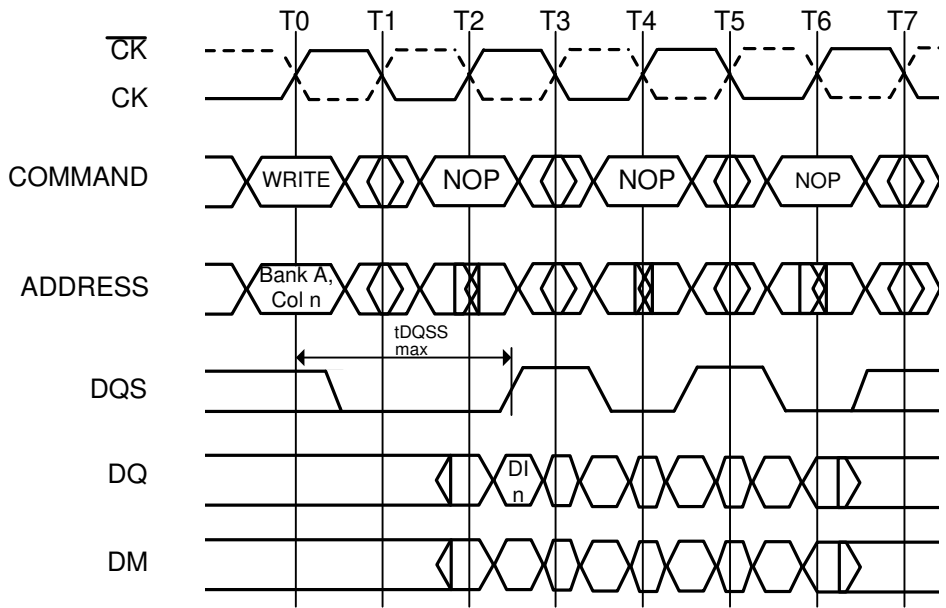 T0 T1 T2 T3 T4 T5 T6 T7
CK
CK
COMMAND WRITE NOP NOP NOP
ADDRESS Bank A,
Col n
tDQSS
max
DQS
DQ DI
n
DM